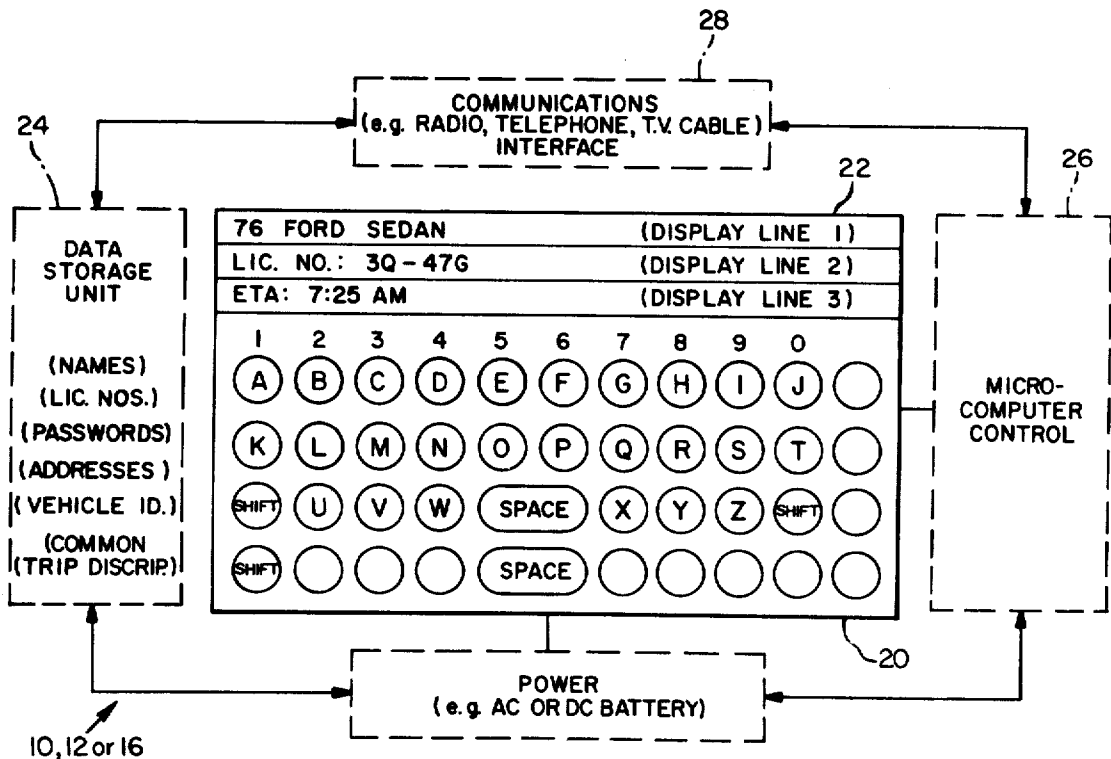 28
COMMUNICATIONS
(e.g. RADIO, TELEPHONE, T.V. CABLE)
INTERFACE
24
22
26
DATA
STORAGE
UNIT
(NAMES)
(LIC. NOS.)
(PASSWORDS)
(ADDRESSES)
(VEHICLE ID.)
(COMMON
(TRIP DISCRIP.)
76 FORD SEDAN (DISPLAY LINE 1)
LIC. NO.: 3Q-47G (DISPLAY LINE 2)
ETA: 7:25 AM (DISPLAY LINE 3)
1 2 3 4 5 6 7 8 9 0
A B C D E F G H I J
K L M N O P Q R S T
SHIFT U V W SPACE X Y Z SHIFT
SHIFT SPACE
MICRO-
COMPUTER
CONTROL
20
POWER
(e.g. AC OR DC BATTERY)
10, 12 or 16